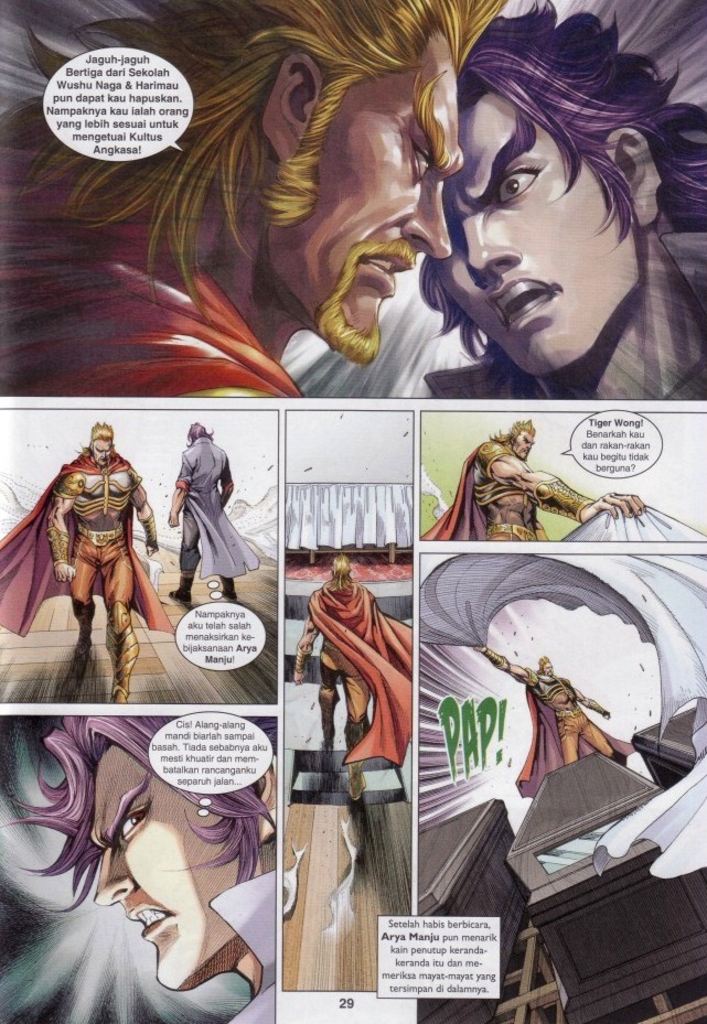 Jaguh-jaguh
Bertiga dari Sekolah
Wushu Naga & Harimau
pun dapat kau hapuskan.
Nampaknya kau ialah orang
yang lebih sesuai untuk
mengetuai Kultus
Angkasa!
Nampaknya
aku telah salah
menaksirkan ke-
bijaksanaan Arya
Manju!
Tiger Wong!
Benarkah kau
dan rakan-rakan
kau begitu tidak
berguna?
PAP!
Cis! Alang-alang
mandi biarlah sampai
basah. Tiada sebabnya aku
mesti khuatir dan mem-
batalkan rancanganku
separuh jalan...
Setelah habis berbicara,
Arya Manju pun menarik
kain penutup keranda-
keranda itu dan me-
meriksa mayat-mayat yang
tersimpan di dalamnya.
29